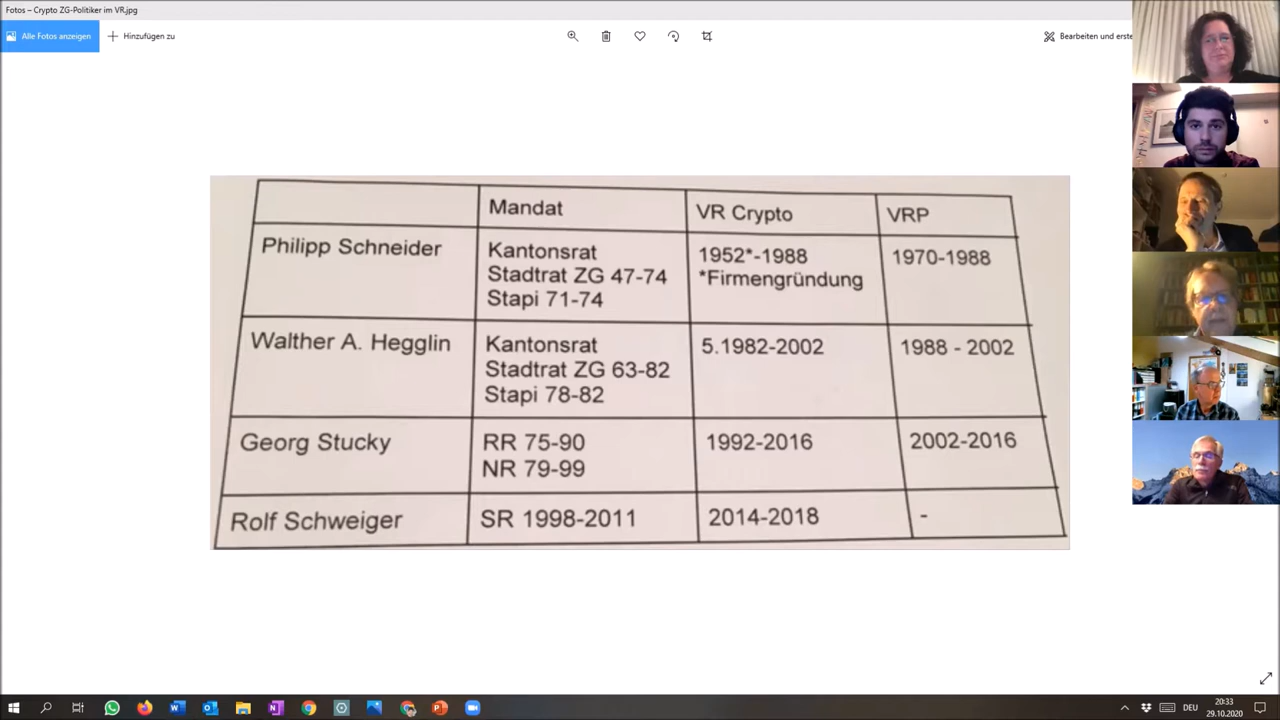 Fotos – Crypto ZG-Politiker im VR.jpg
Alle Fotos anzeigen
Hinzufügen zu
Bearbeiten und erste
Mandat
VR Crypto
VRP
Philipp Schneider
Kantonsrat
Stadtrat ZG 47-74
Stapi 71-74
1952*-1988
*Firmengründung
1970-1988
Walther A. Hegglin
Kantonsrat
Stadtrat ZG 63-82
Stapi 78-82
5.1982-2002
1988 - 2002
Georg Stucky
RR 75-90
NR 79-99
1992-2016
2002-2016
Rolf Schweiger
SR 1998-2011
2014-2018
-
DEU
20:33
29.10.2020